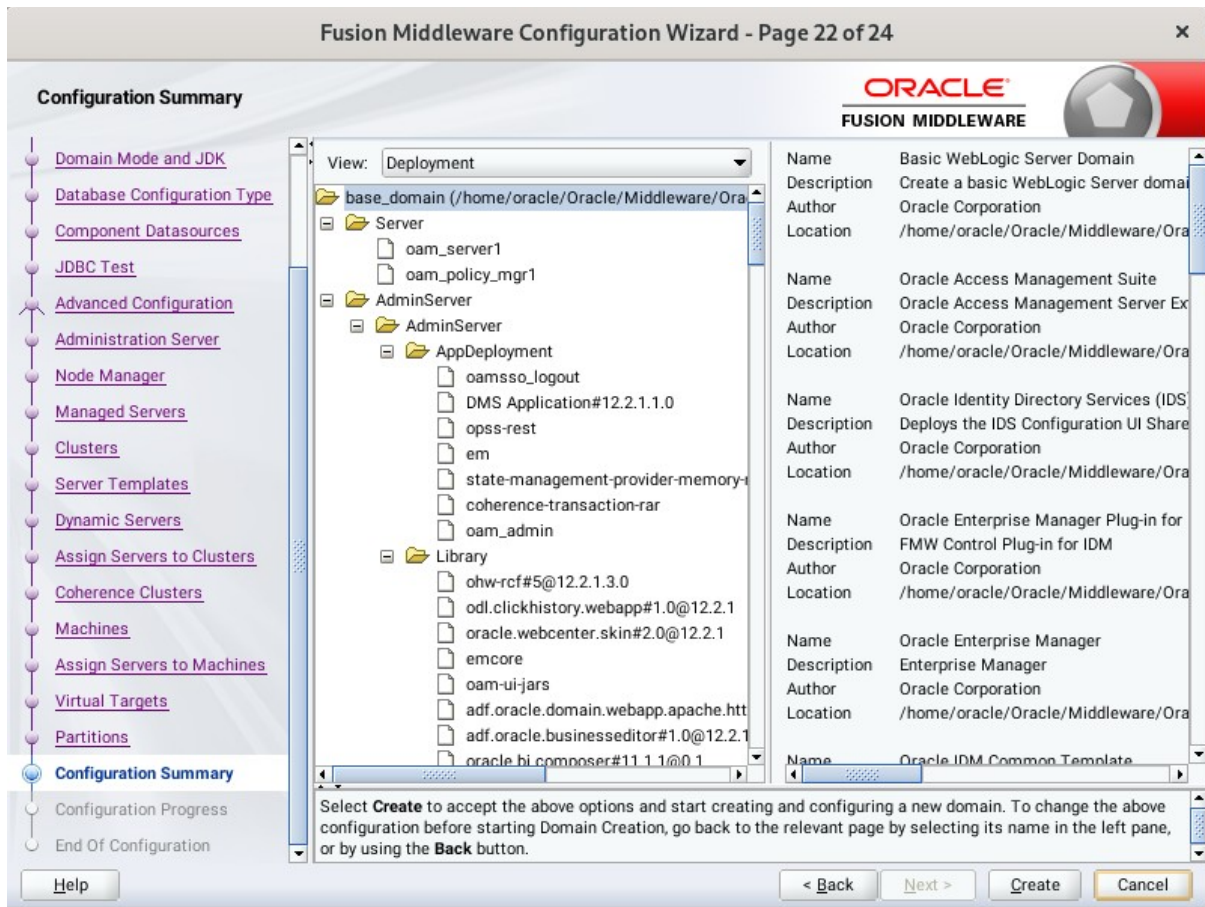 Fusion Middleware Configuration Wizard - Page 22 of 24
Configuration Summary
ORACLE
FUSION MIDDLEWARE
Domain Mode and JDK
Database Configuration Type
Component Datasources
JDBC Test
Advanced Configuration
Administration Server
Node Manager
Managed Servers
Clusters
Server Templates
Dynamic Servers
Assign Servers to Clusters
Coherence Clusters
Machines
Assign Servers to Machines
Virtual Targets
Partitions
Configuration Summary
Configuration Progress
End Of Configuration
View: Deployment
base_domain (/home/oracle/Oracle/Middleware/Ora
Server
oam_server1
oam_policy_mgr1
AdminServer
AdminServer
AppDeployment
oamsso_logout
DMS Application#12.2.1.1.0
opss-rest
em
state-management-provider-memory-
coherence-transaction-rar
oam_admin
Library
ohw-rcf#5@12.2.1.3.0
odl.clickhistory.webapp#1.0@12.2.1
oracle.webcenter.skin#2.0@12.2.1
emcore
oam-ui-jars
adf.oracle.domain.webapp.apache.htt
adf.oracle.businesseditor#1.0@12.2.1
oracle.bi.composer#11.1.1@0.1
Name Basic WebLogic Server Domain
Description Create a basic WebLogic Server domai
Author Oracle Corporation
Location /home/oracle/Oracle/Middleware/Ora
Name Oracle Access Management Suite
Description Oracle Access Management Server Ex
Author Oracle Corporation
Location /home/oracle/Oracle/Middleware/Ora
Name Oracle Identity Directory Services (IDS)
Description Deploys the IDS Configuration UI Share
Author Oracle Corporation
Location /home/oracle/Oracle/Middleware/Ora
Name Oracle Enterprise Manager Plug-in for
Description FMW Control Plug-in for IDM
Author Oracle Corporation
Location /home/oracle/Oracle/Middleware/Ora
Name Oracle Enterprise Manager
Description Enterprise Manager
Author Oracle Corporation
Location /home/oracle/Oracle/Middleware/Ora
Name Oracle IDM Common Template
Select Create to accept the above options and start creating and configuring a new domain. To change the above
configuration before starting Domain Creation, go back to the relevant page by selecting its name in the left pane,
or by using the Back button.
Help
< Back
Next >
Create
Cancel